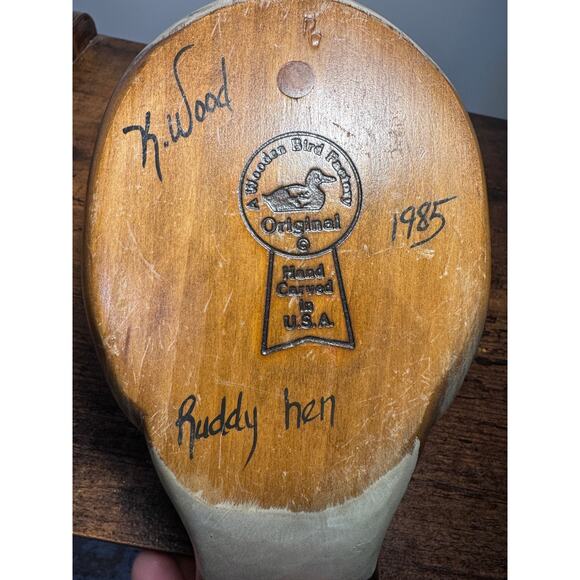 K. Wood
A Wooden Bird Factory
Original
©
Hand
Carved
in
U.S.A.
1985
Ruddy hen